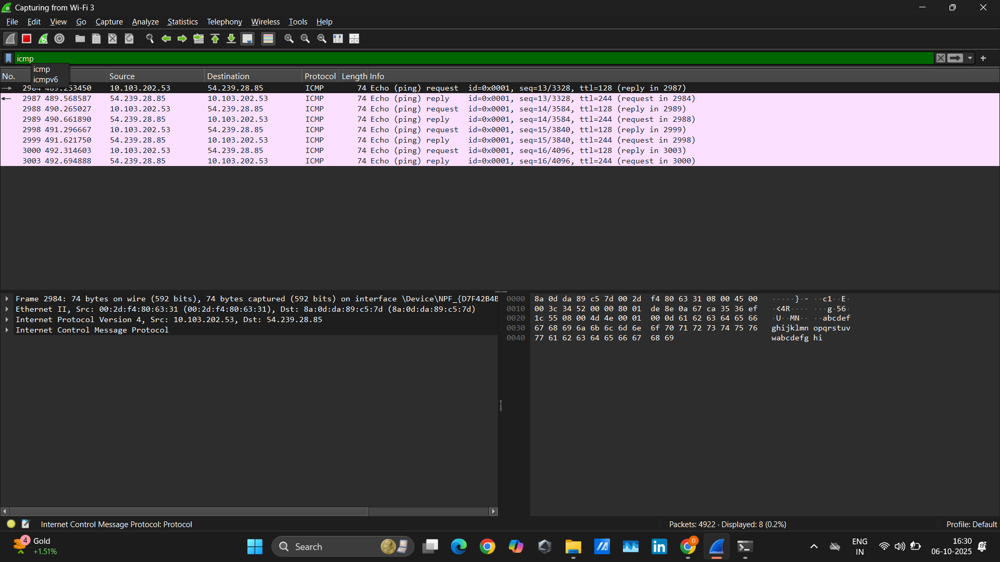 Capturing from Wi-Fi 3
File Edit View Go Capture Analyze Statistics Telephony Wireless Tools Help
icmp
icmp
icmpv6
No. Source Destination Protocol Length Info
2984 489.253450 10.103.202.53 54.239.28.85 ICMP 74 Echo (ping) request id=0x0001, seq=13/3328, ttl=128 (reply in 2987)
2987 489.568587 54.239.28.85 10.103.202.53 ICMP 74 Echo (ping) reply id=0x0001, seq=13/3328, ttl=244 (request in 2984)
2988 490.265027 10.103.202.53 54.239.28.85 ICMP 74 Echo (ping) request id=0x0001, seq=14/3584, ttl=128 (reply in 2989)
2989 490.661890 54.239.28.85 10.103.202.53 ICMP 74 Echo (ping) reply id=0x0001, seq=14/3584, ttl=244 (request in 2988)
2998 491.296667 10.103.202.53 54.239.28.85 ICMP 74 Echo (ping) request id=0x0001, seq=15/3840, ttl=128 (reply in 2999)
2999 491.621750 54.239.28.85 10.103.202.53 ICMP 74 Echo (ping) reply id=0x0001, seq=15/3840, ttl=244 (request in 2998)
3000 492.314603 10.103.202.53 54.239.28.85 ICMP 74 Echo (ping) request id=0x0001, seq=16/4096, ttl=128 (reply in 3003)
3003 492.694888 54.239.28.85 10.103.202.53 ICMP 74 Echo (ping) reply id=0x0001, seq=16/4096, ttl=244 (request in 3000)
Frame 2984: 74 bytes on wire (592 bits), 74 bytes captured (592 bits) on interface \Device\NPF_{D7F42B4B
Ethernet II, Src: 00:2d:f4:80:63:31 (00:2d:f4:80:63:31), Dst: 8a:0d:da:89:c5:7d (8a:0d:da:89:c5:7d)
Internet Protocol Version 4, Src: 10.103.202.53, Dst: 54.239.28.85
Internet Control Message Protocol
0000 8a 0d da 89 c5 7d 00 2d f4 80 63 31 08 00 45 00 ·····}·- ··c1··E·
0010 00 3c 34 52 00 00 80 01 de 8e 0a 67 ca 35 36 ef ·<4R···· ···g·56·
0020 1c 55 08 00 4d 4e 00 01 00 0d 61 62 63 64 65 66 ·U··MN·· ··abcdef
0030 67 68 69 6a 6b 6c 6d 6e 6f 70 71 72 73 74 75 76 ghijklmn opqrstuv
0040 77 61 62 63 64 65 66 67 68 69 wabcdefg hi
Internet Control Message Protocol: Protocol
Packets: 4922 · Displayed: 8 (0.2%)
Profile: Default
4
Gold
+1.51%
Search
D
ENG
IN
16:30
06-10-2025